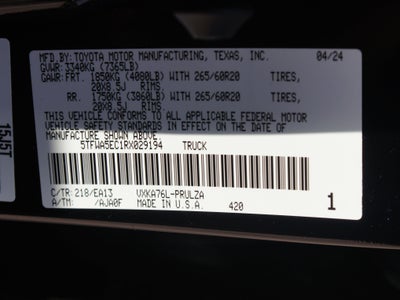 MFD BY:TOYOTA MOTOR MANUFACTURING, TEXAS, INC. 04/24
GVWR: 3340KG (7365LB)
GAWR: FRT. 1850KG (4080LB) WITH 265/60R20 TIRES,
20X8.5J RIMS.
RR. 1750KG (3860LB) WITH 265/60R20 TIRES,
20X8.5J RIMS.
THIS VEHICLE CONFORMS TO ALL APPLICABLE FEDERAL MOTOR
VEHICLE SAFETY STANDARDS IN EFFECT ON THE DATE OF
MANUFACTURE SHOWN ABOVE.
5TFWA5EC1RX029194 TRUCK
C/TR: 218/EA13 VXKA76L-PRULZA
A/TM: /AJA0F MADE IN U.S.A. 420 1